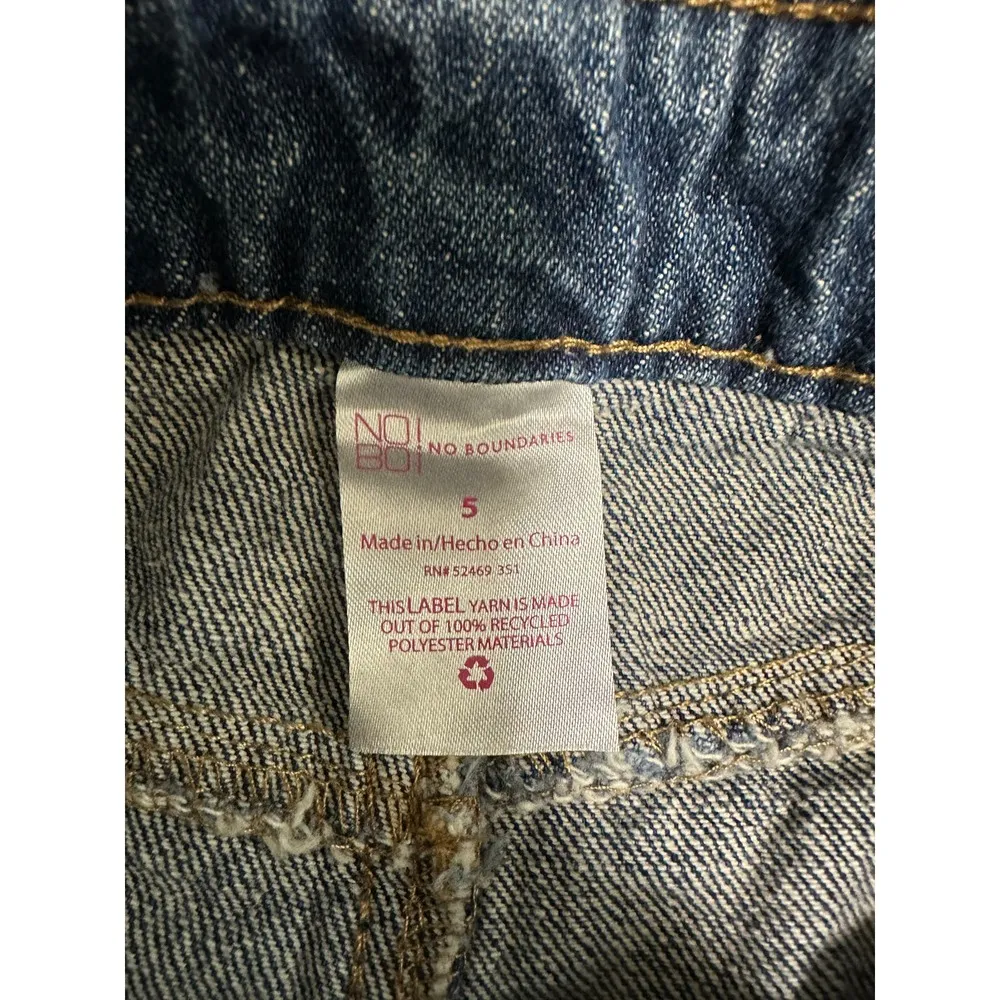 NO!
BO!
NO BOUNDARIES
5
Made in/Hecho en China
RN# 52469 351
THIS LABEL YARN IS MADE
OUT OF 100% RECYCLED
POLYESTER MATERIALS